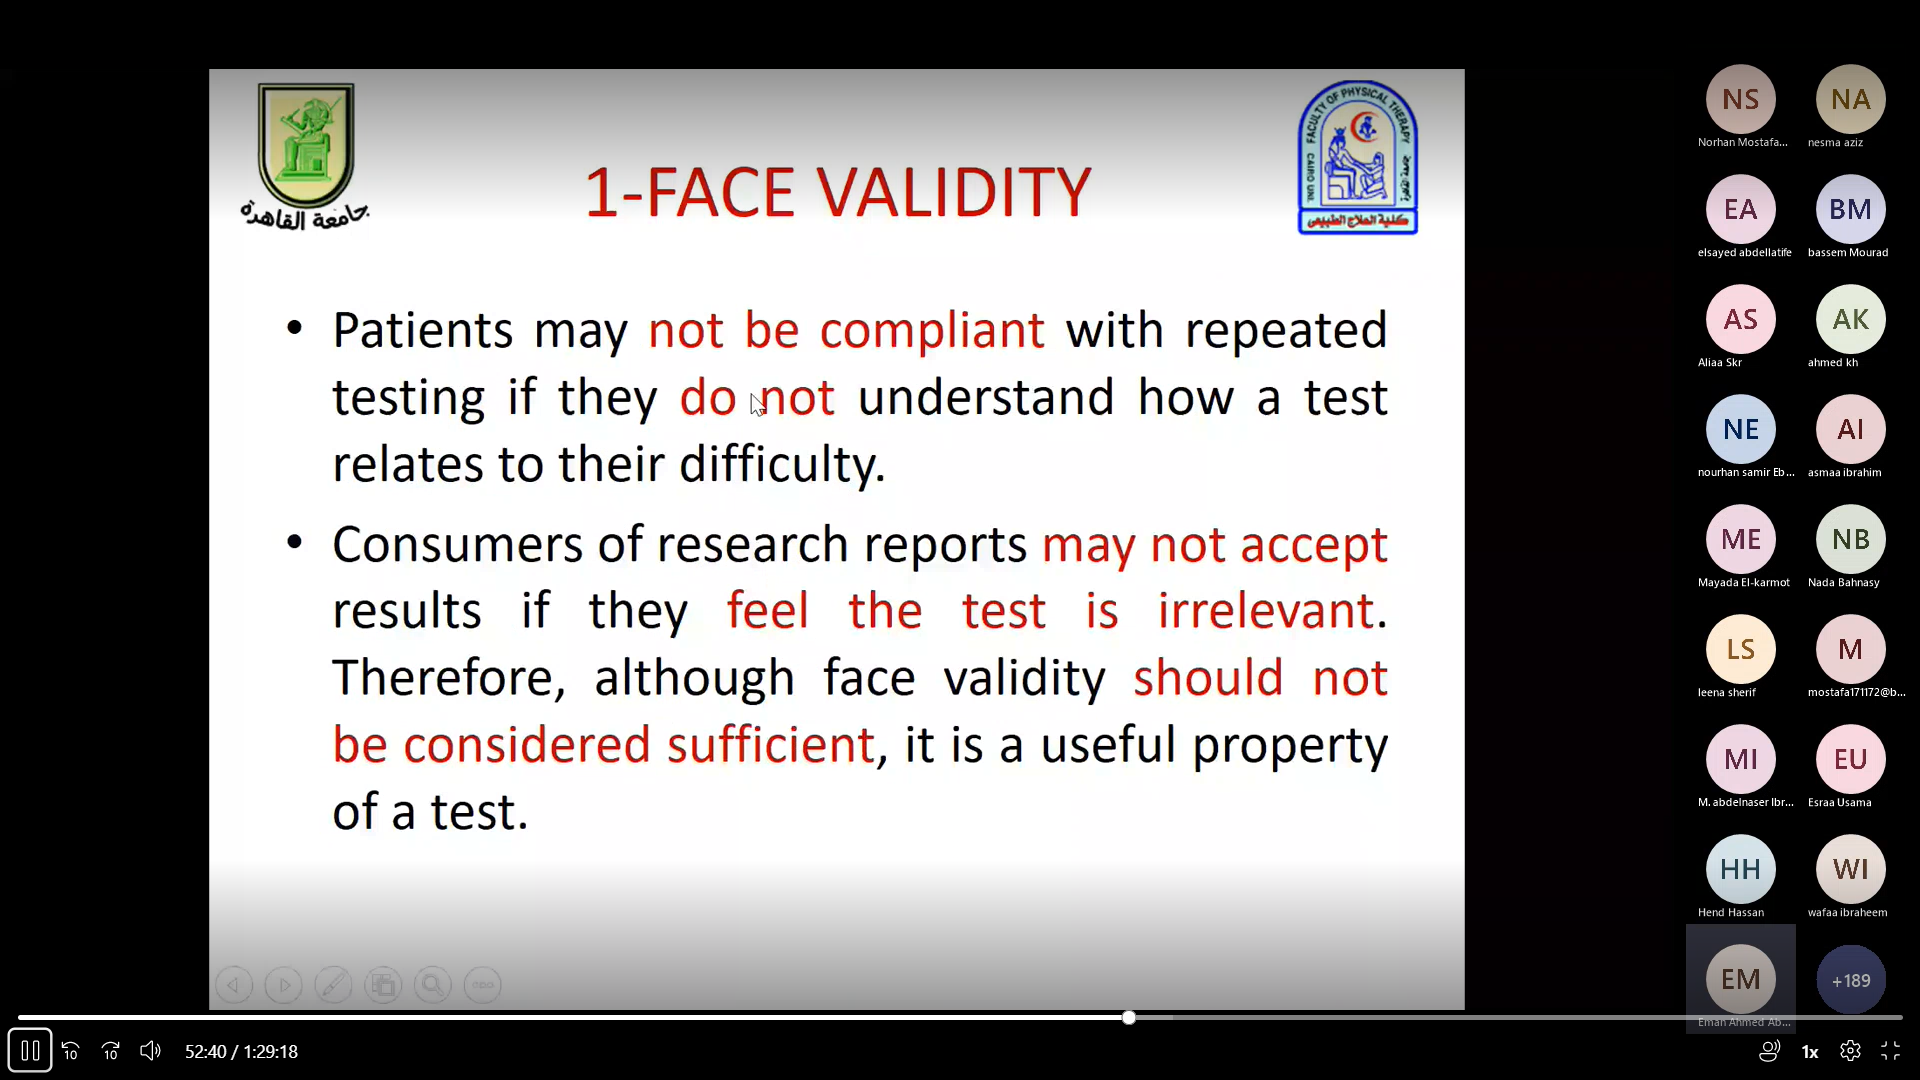 جامعة القاهرة
FACULTY OF PHYSICAL THERAPY
CAIRO UNI.
كلية العلاج الطبيعى
1-FACE VALIDITY
• Patients may not be compliant with repeated
testing if they do not understand how a test
relates to their difficulty.
• Consumers of research reports may not accept
results if they feel the test is irrelevant.
Therefore, although face validity should not
be considered sufficient, it is a useful property
of a test.
NS
NA
Norhan Mostafa...
nesma aziz
EA
BM
elsayed abdellatife
bassem Mourad
AS
AK
Aliaa Skr
ahmed kh
NE
AI
nourhan samir Eb...
asmaa ibrahim
ME
NB
Mayada El-karmot
Nada Bahnasy
LS
M
leena sherif
mostafa171172@b...
MI
EU
M. abdelnaser Ibr...
Esraa Usama
HH
WI
Hend Hassan
wafaa ibraheem
EM
+189
Eman Ahmed Ab...
10
10
52:40 / 1:29:18
1x